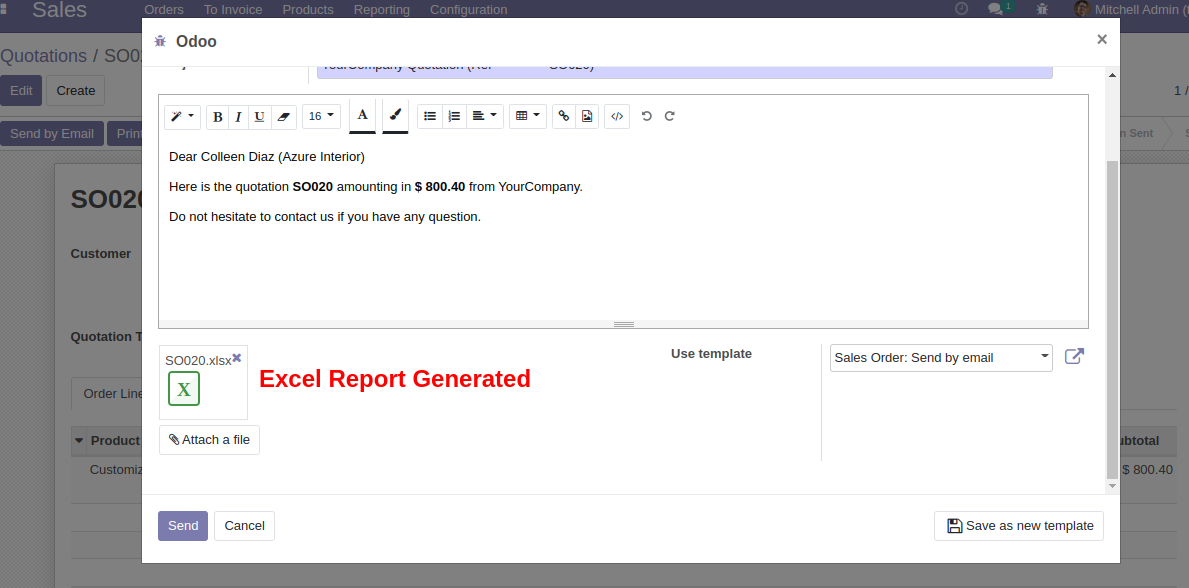 Sales Orders To Invoice Products Reporting Configuration 1 Mitchell Admin (
Odoo ×
Quotations / SO02
YourCompany Quotation (Ref SO020)
Edit Create
1 /
16
Send by Email Print
n Sent
Dear Colleen Diaz (Azure Interior)
Here is the quotation SO020 amounting in $ 800.40 from YourCompany.
SO020
Do not hesitate to contact us if you have any question.
Customer
Quotation T
SO020.xlsx
Use template
Sales Order: Send by email
X
Excel Report Generated
Order Line
Attach a file
Product
ubtotal
Customiz
$ 800.40
Send Cancel
Save as new template